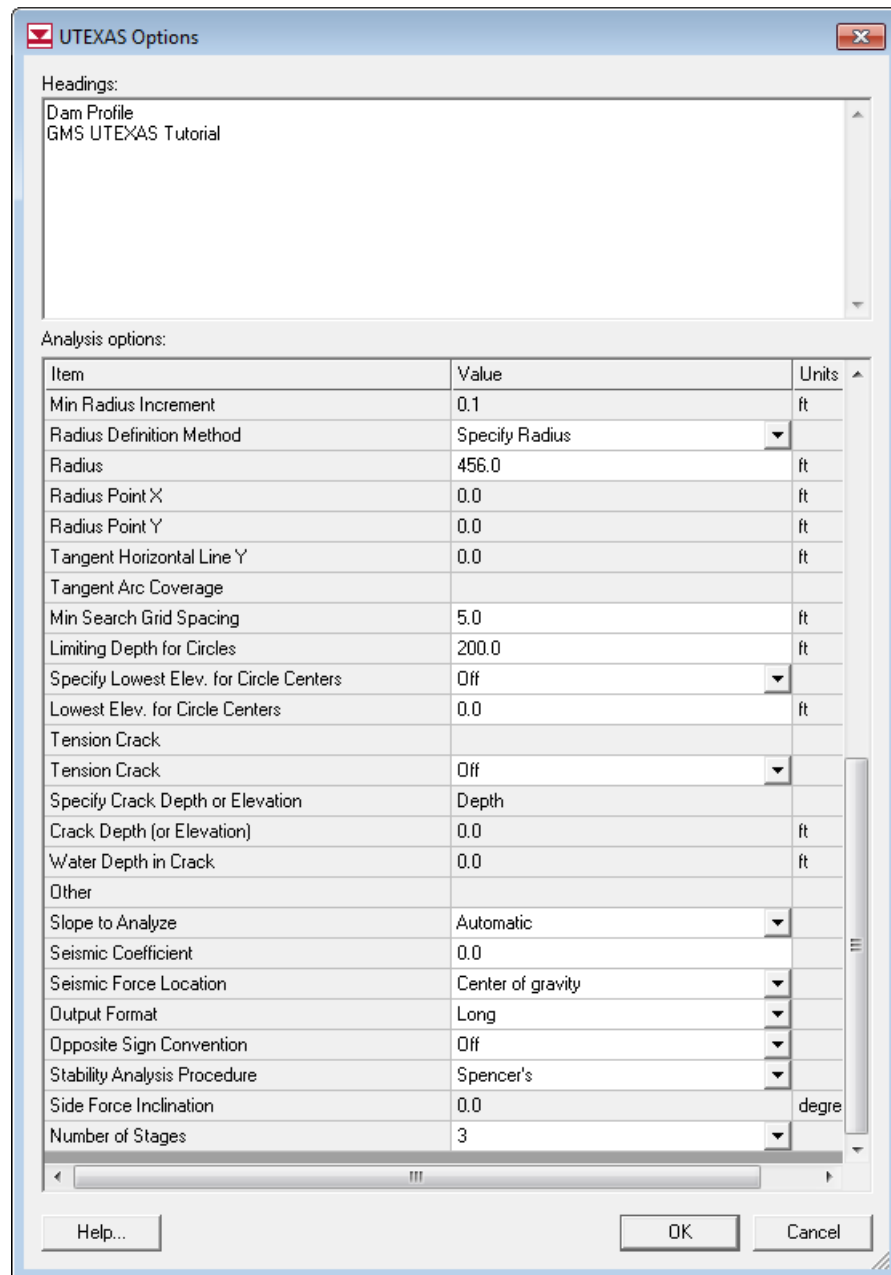 UTEXAS Options
Headings:
Dam Profile
GMS UTEXAS Tutorial
Analysis options:
Item Value Units
Min Radius Increment 0.1 ft
Radius Definition Method Specify Radius
Radius 456.0 ft
Radius Point X 0.0 ft
Radius Point Y 0.0 ft
Tangent Horizontal Line Y 0.0 ft
Tangent Arc Coverage
Min Search Grid Spacing 5.0 ft
Limiting Depth for Circles 200.0 ft
Specify Lowest Elev. for Circle Centers Off
Lowest Elev. for Circle Centers 0.0 ft
Tension Crack
Tension Crack Off
Specify Crack Depth or Elevation Depth
Crack Depth (or Elevation) 0.0 ft
Water Depth in Crack 0.0 ft
Other
Slope to Analyze Automatic
Seismic Coefficient 0.0
Seismic Force Location Center of gravity
Output Format Long
Opposite Sign Convention Off
Stability Analysis Procedure Spencer's
Side Force Inclination 0.0 degre
Number of Stages 3
Help... OK Cancel